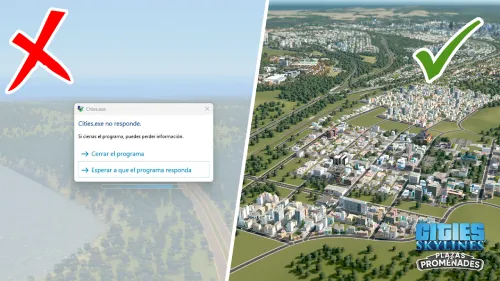 Cities.exe
Cities.exe no responde.
Si cierras el programa, puedes perder información.
Cerrar el programa
Esperar a que el programa responda
CITIES
SKYLINES
PLAZAS &
PROMENADES